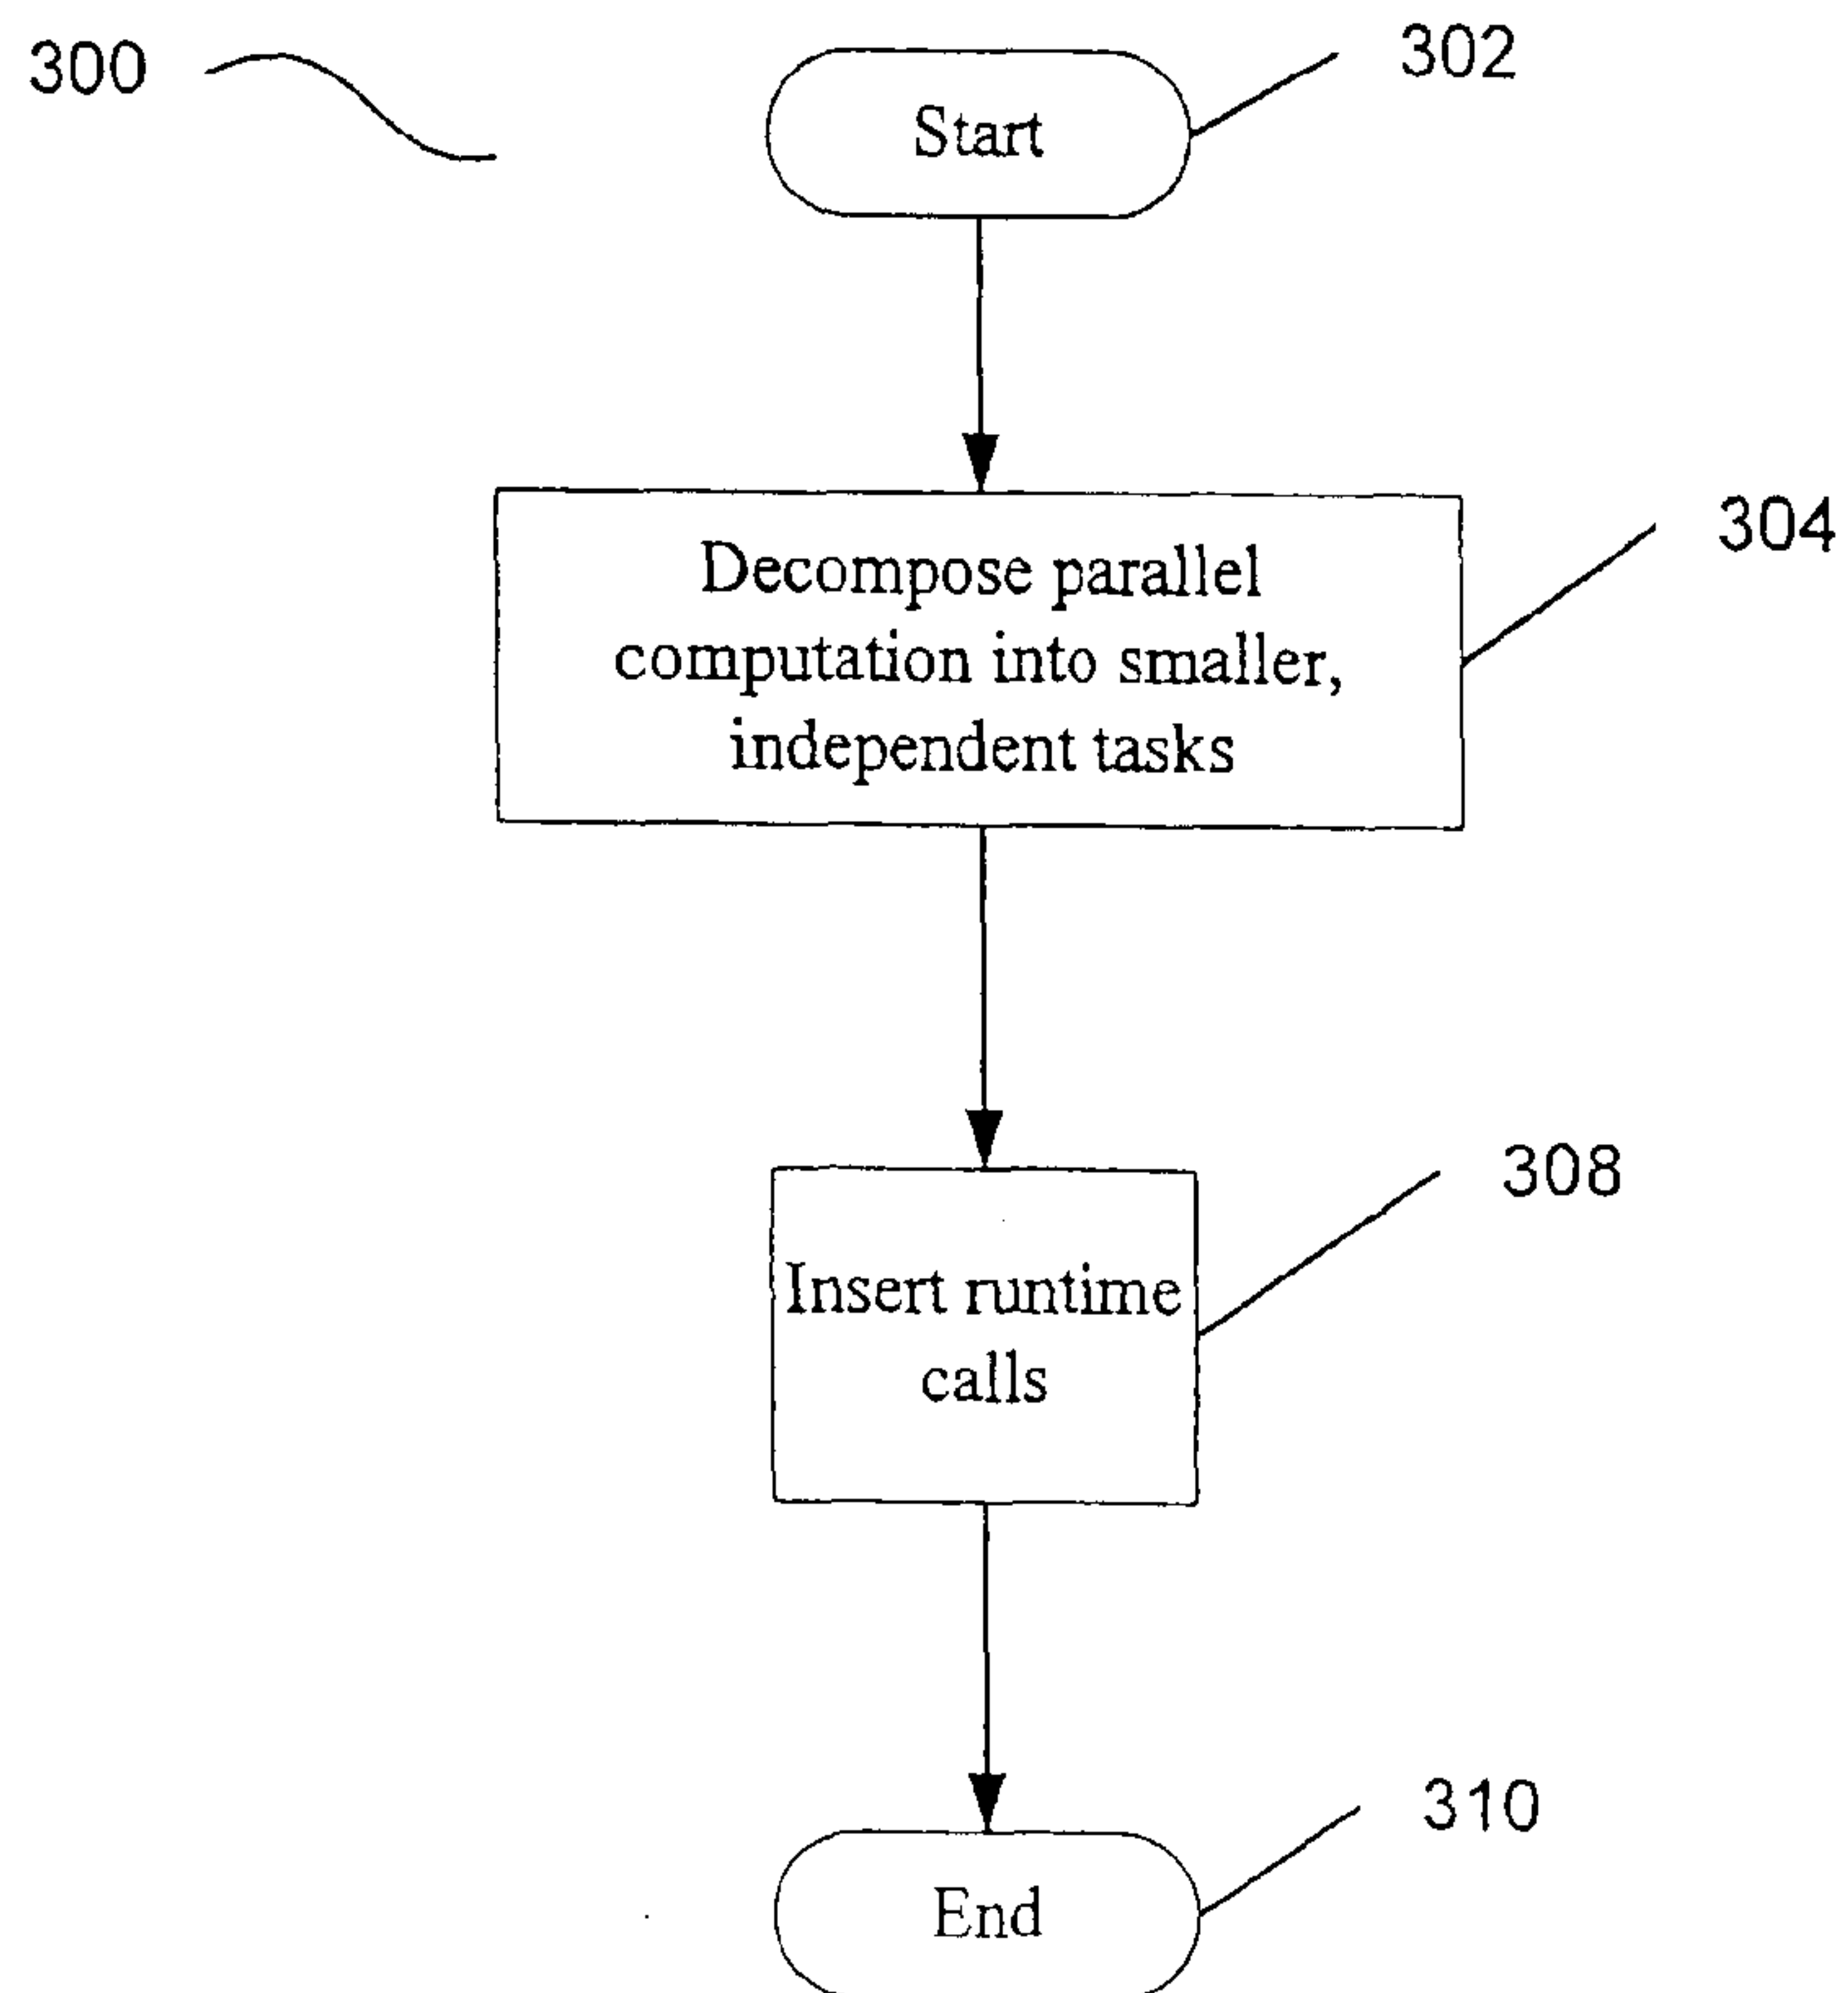 300
302
Start
304
Decompose parallel
computation into smaller,
independent tasks
308
Insert runtime
calls
310
End